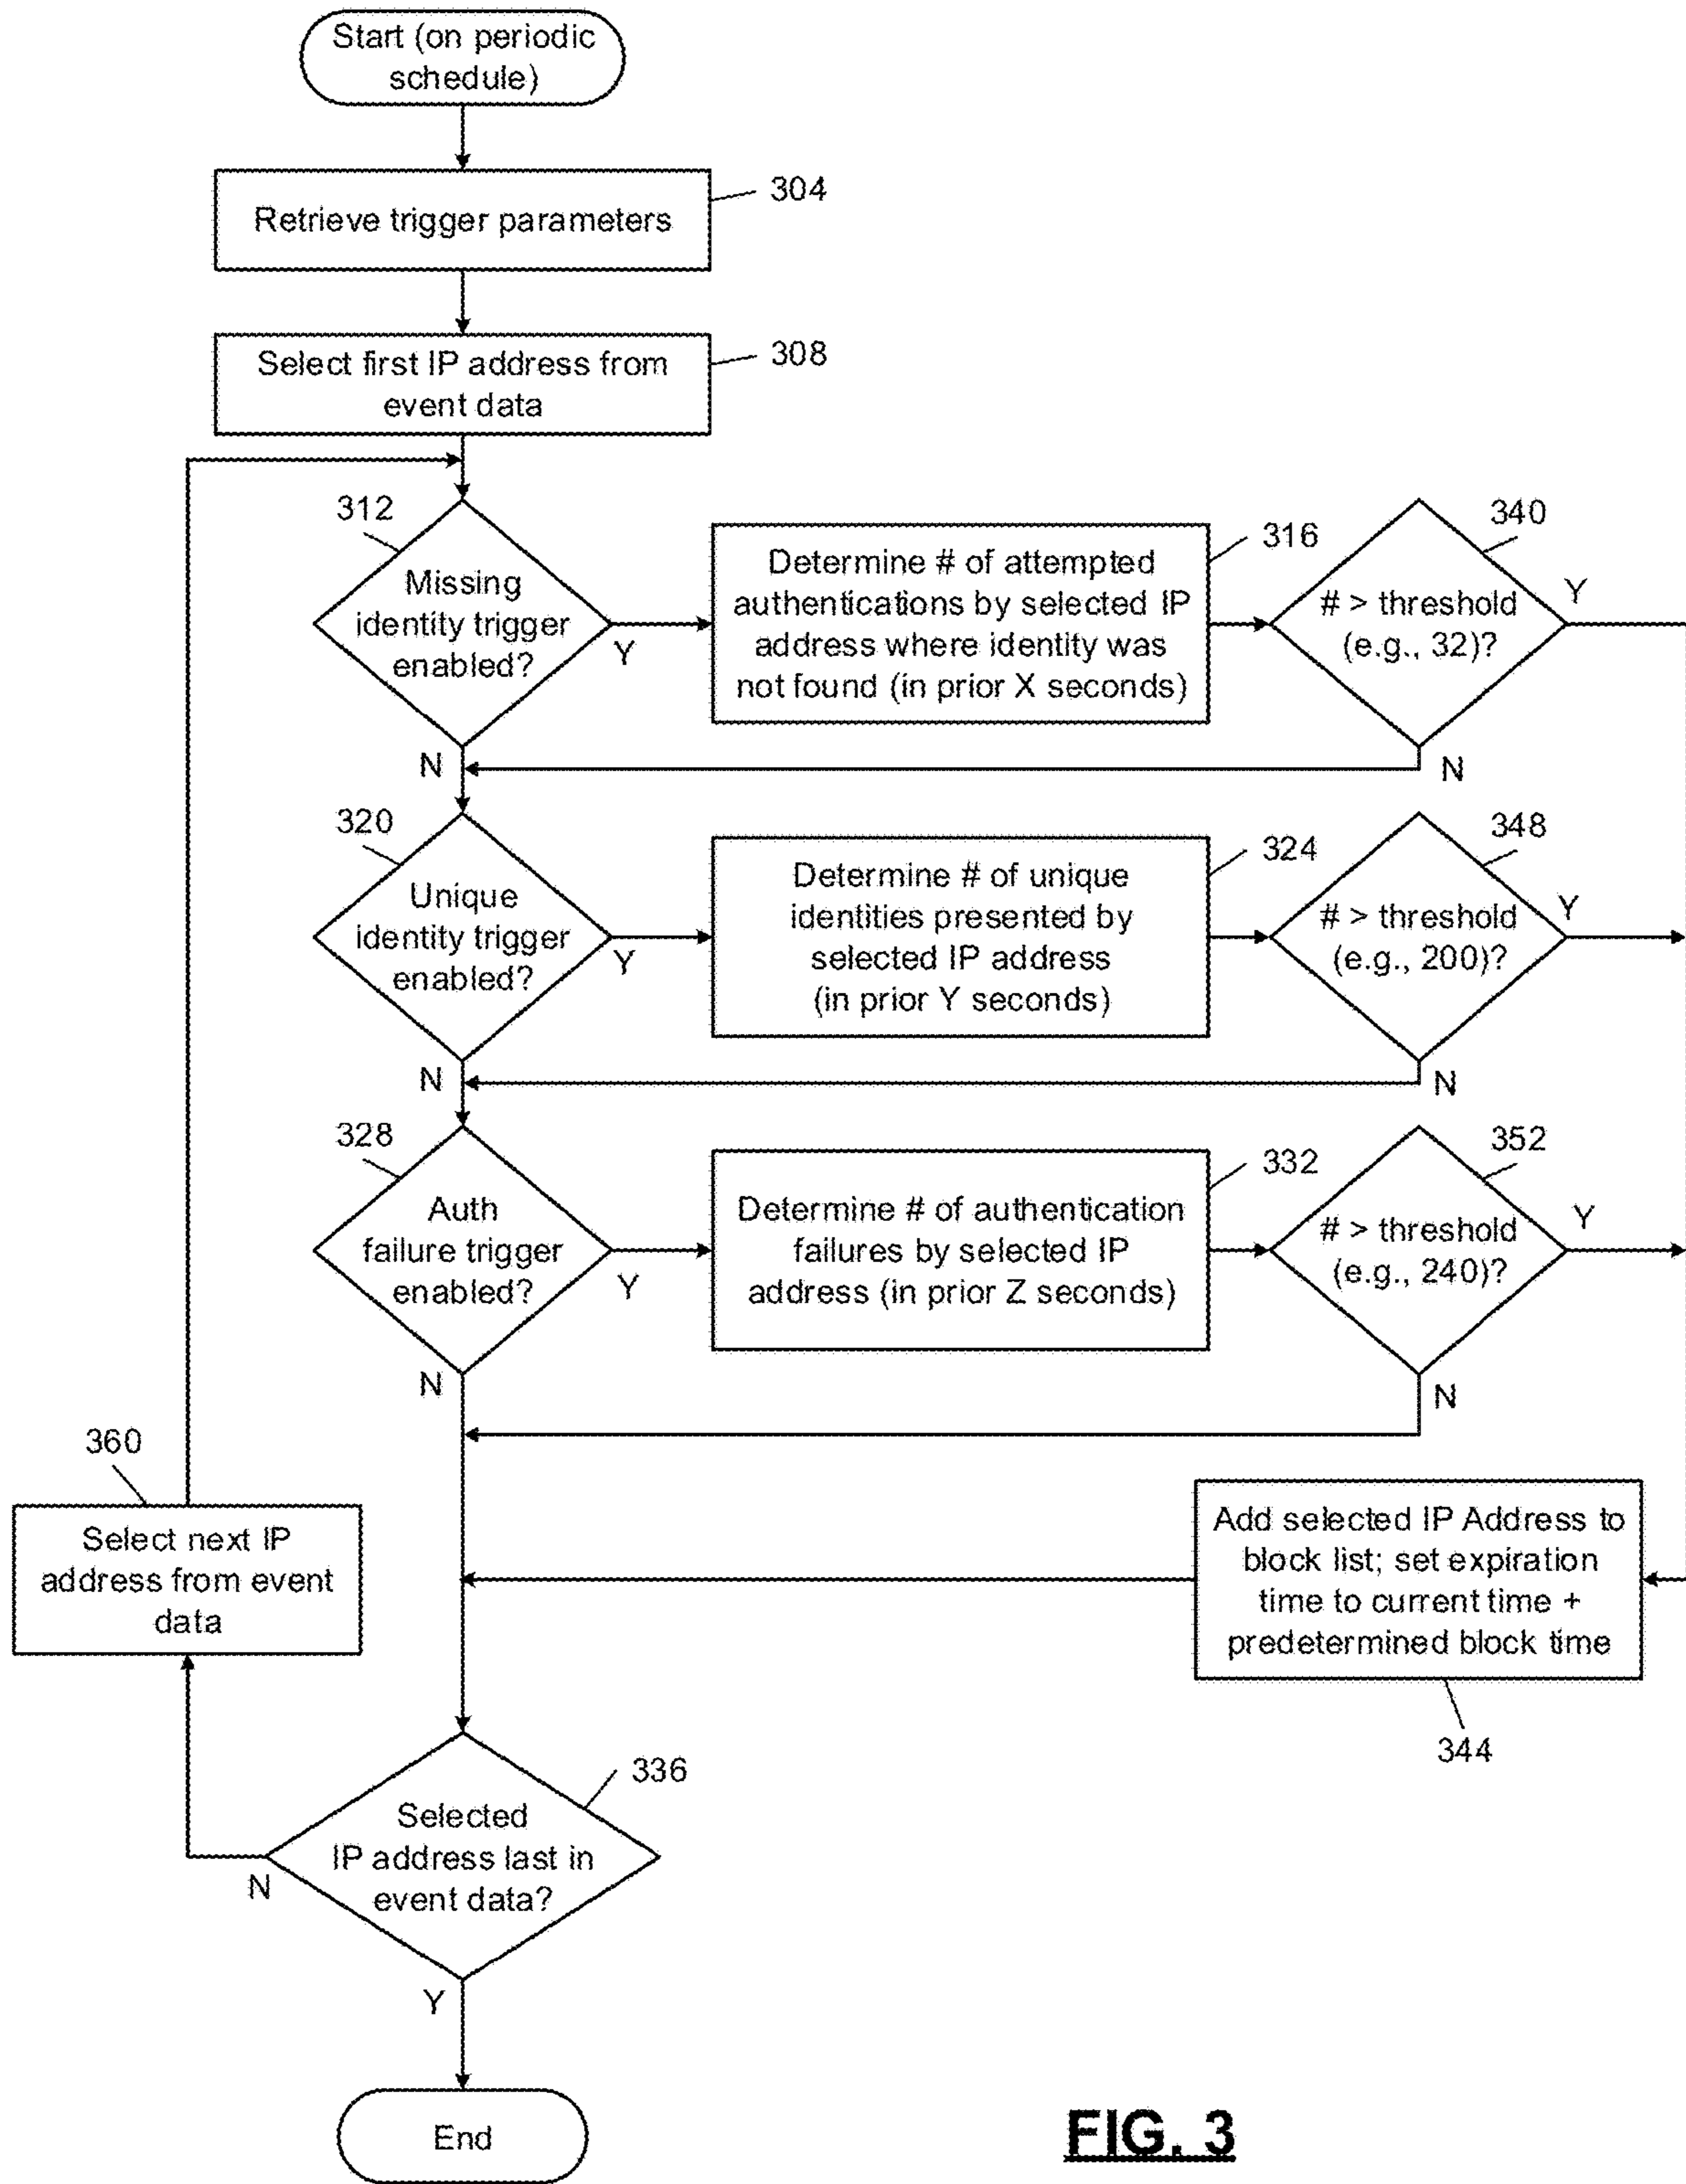 Start (on periodic
schedule)
304
Retrieve trigger parameters
308
Select first IP address from
event data
312
Missing
identity trigger
enabled?
Y
N
316
Determine # of attempted
authentications by selected IP
address where identity was
not found (in prior X seconds)
340
# > threshold
(e.g., 32)?
Y
N
320
Unique
identity trigger
enabled?
Y
N
324
Determine # of unique
identities presented by
selected IP address
(in prior Y seconds)
348
# > threshold
(e.g., 200)?
Y
N
328
Auth
failure trigger
enabled?
Y
N
332
Determine # of authentication
failures by selected IP
address (in prior Z seconds)
352
# > threshold
(e.g., 240)?
Y
N
360
Select next IP
address from event
data
Add selected IP Address to
block list; set expiration
time to current time +
predetermined block time
344
336
Selected
IP address last in
event data?
N
Y
End
FIG. 3